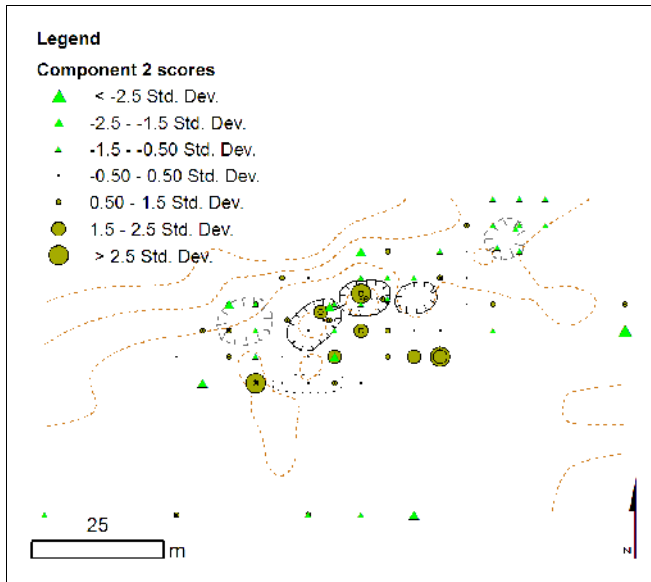 Legend
Component 2 scores
< -2.5 Std. Dev.
-2.5 - -1.5 Std. Dev.
-1.5 - -0.50 Std. Dev.
-0.50 - 0.50 Std. Dev.
0.50 - 1.5 Std. Dev.
1.5 - 2.5 Std. Dev.
> 2.5 Std. Dev.
25
m
N